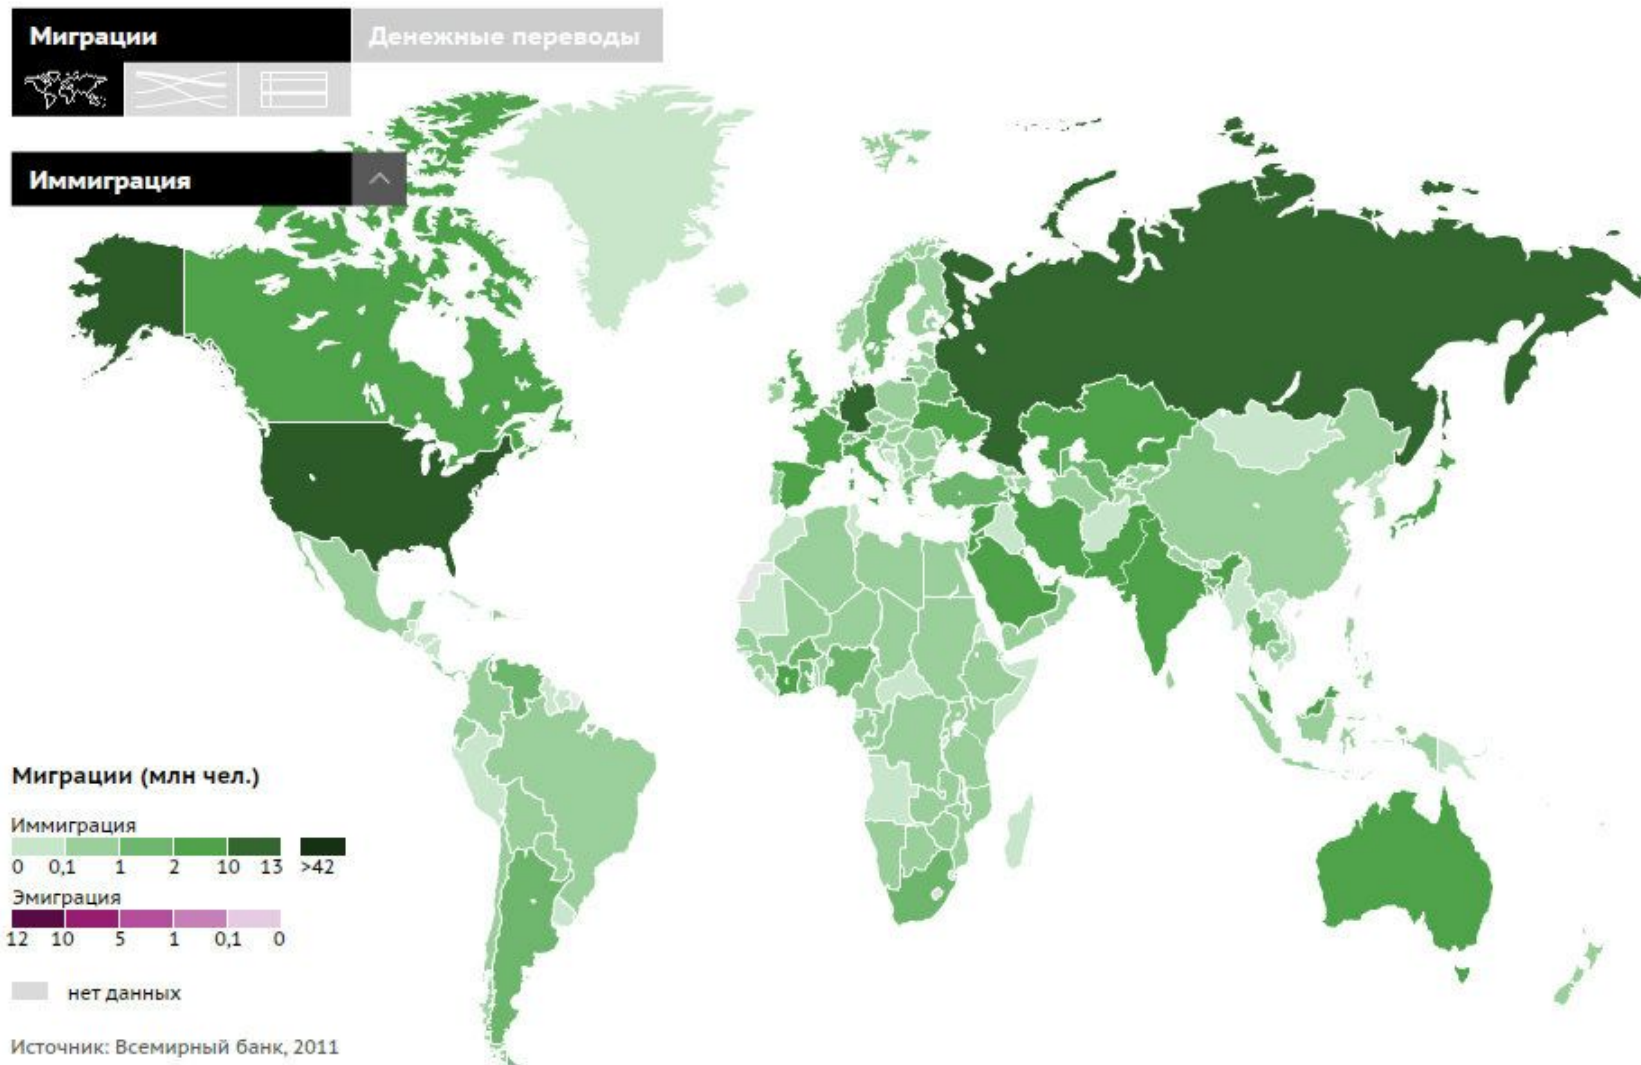 Миграции
Денежные переводы
Иммиграция
Миграции (млн чел.)
Иммиграция
0 0,1 1 2 10 13 >42
Эмиграция
12 10 5 1 0,1 0
нет данных
Источник: Всемирный банк, 2011